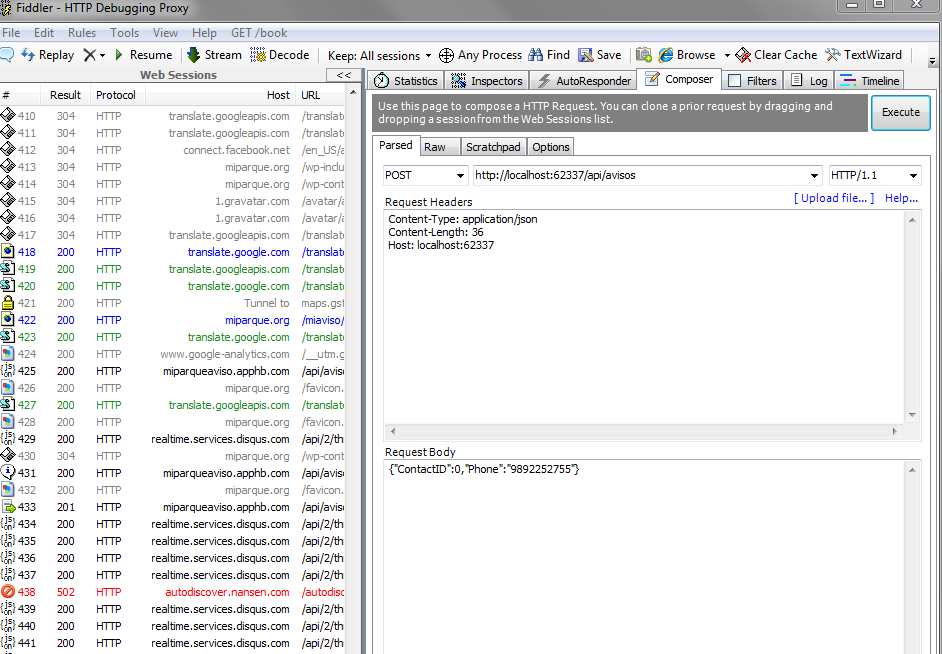 Fiddler - HTTP Debugging Proxy
File Edit Rules Tools View Help GET /book
Replay Resume Stream Decode Keep: All sessions Any Process Find Save Browse Clear Cache TextWizard
Web Sessions <<
Statistics Inspectors AutoResponder Composer Filters Log Timeline
# Result Protocol Host URL
Use this page to compose a HTTP Request. You can clone a prior request by dragging and
dropping a sessionfrom the Web Sessions list.
Execute
Parsed Raw Scratchpad Options
POST http://localhost:62337/api/avisos HTTP/1.1
Request Headers [ Upload file... ] Help...
Content-Type: application/json
Content-Length: 36
Host: localhost:62337
Request Body
{"ContactID":0,"Phone":"9892252755"}
410 304 HTTP translate.googleapis.com /translat
411 304 HTTP translate.googleapis.com /translat
412 304 HTTP connect.facebook.net /en_US/a
413 304 HTTP miparque.org /wp-inclu
414 304 HTTP miparque.org /wp-cont
415 304 HTTP 1.gravatar.com /avatar/
416 304 HTTP 1.gravatar.com /avatar/
417 304 HTTP translate.googleapis.com /translat
418 200 HTTP translate.google.com /translat
419 200 HTTP translate.googleapis.com /translat
420 200 HTTP translate.google.com /translat
421 200 HTTP Tunnel to maps.gst
422 200 HTTP miparque.org /miaviso/
423 200 HTTP translate.google.com /translat
424 200 HTTP www.google-analytics.com /__utm.g
425 200 HTTP miparqueaviso.apphb.com /api/avis
426 200 HTTP miparque.org /favicon.
427 200 HTTP translate.googleapis.com /translat
428 200 HTTP miparque.org /favicon.
429 200 HTTP realtime.services.disqus.com /api/2/th
430 304 HTTP miparque.org /wp-cont
431 200 HTTP miparqueaviso.apphb.com /api/avis
432 200 HTTP miparque.org /favicon.
433 201 HTTP miparqueaviso.apphb.com /api/avis
434 200 HTTP realtime.services.disqus.com /api/2/th
435 200 HTTP realtime.services.disqus.com /api/2/th
436 200 HTTP realtime.services.disqus.com /api/2/th
437 200 HTTP realtime.services.disqus.com /api/2/th
438 502 HTTP autodiscover.nansen.com /autodisc
439 200 HTTP realtime.services.disqus.com /api/2/th
440 200 HTTP realtime.services.disqus.com /api/2/th
441 200 HTTP realtime.services.disqus.com /api/2/th